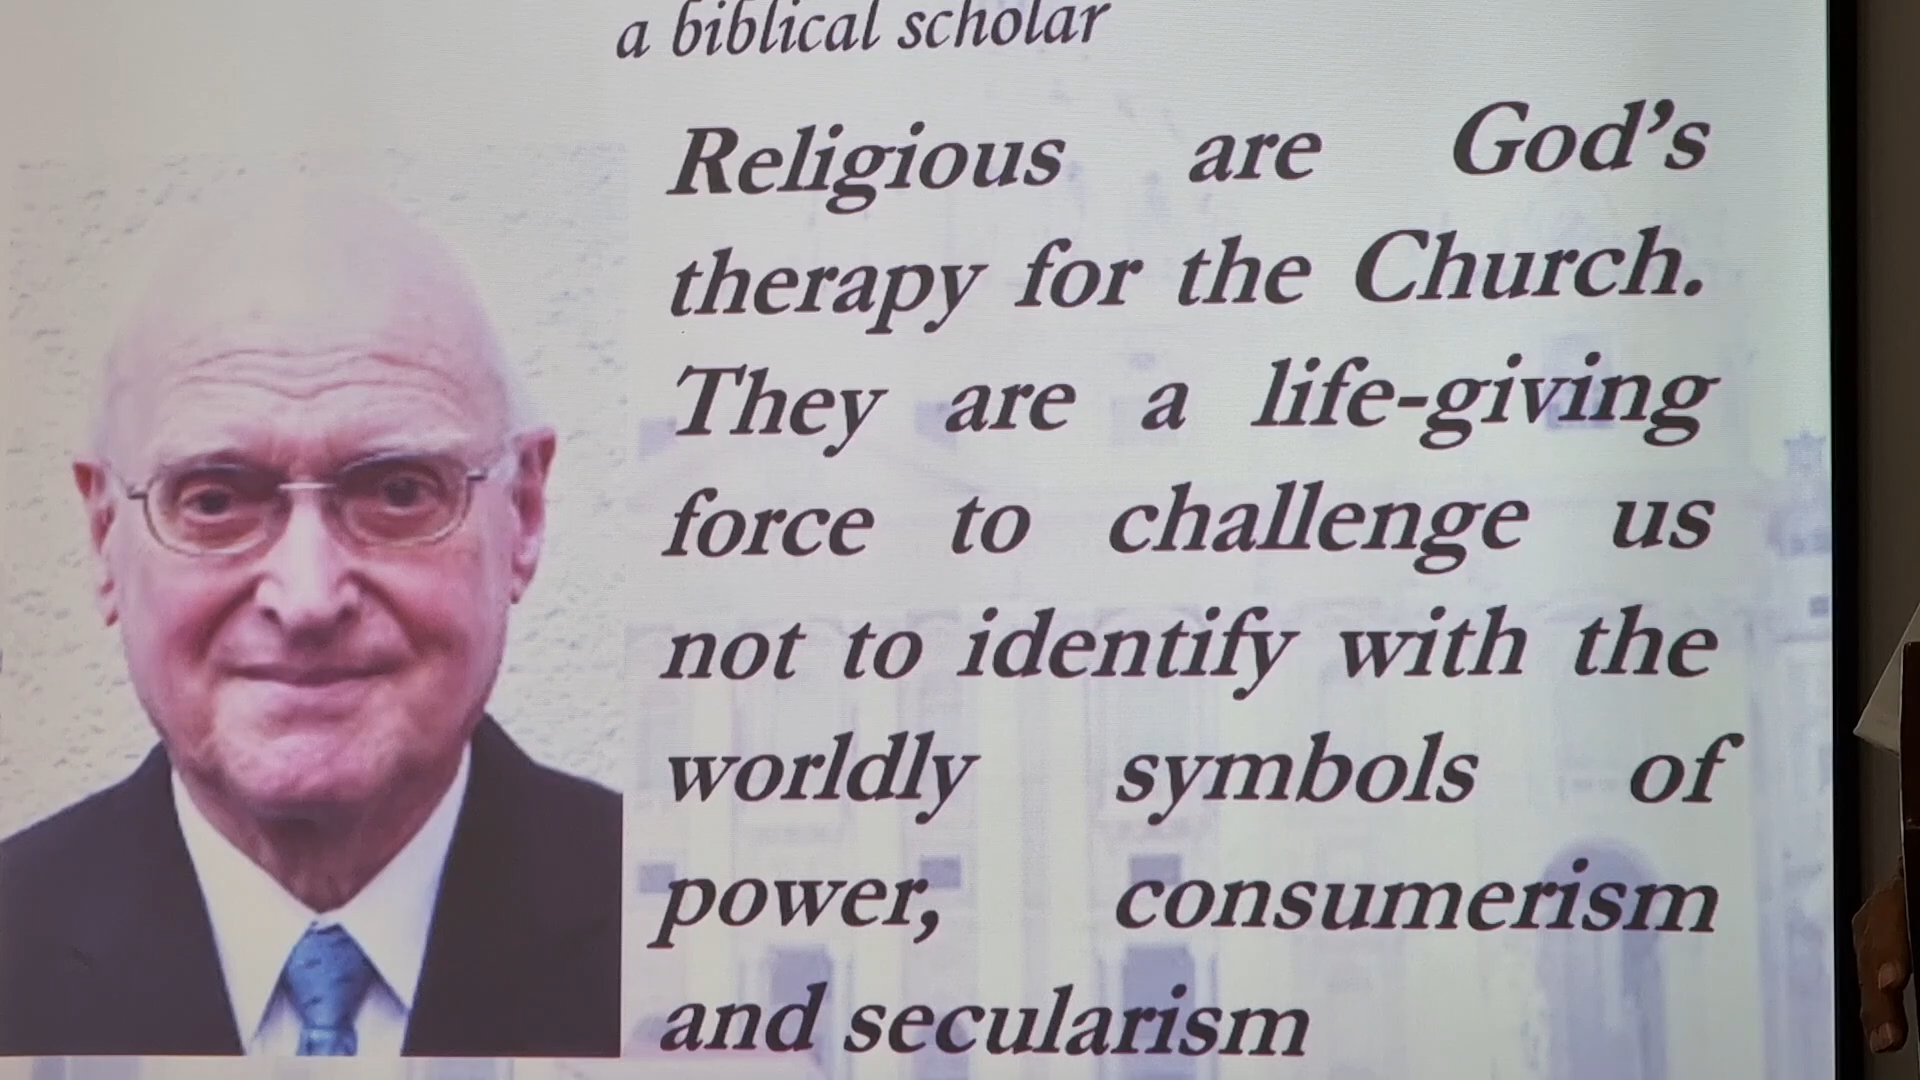 a biblical scholar
Religious are God's
therapy for the Church.
They are a life-giving
force to challenge us
not to identify with the
worldly symbols of
power, consumerism
and secularism